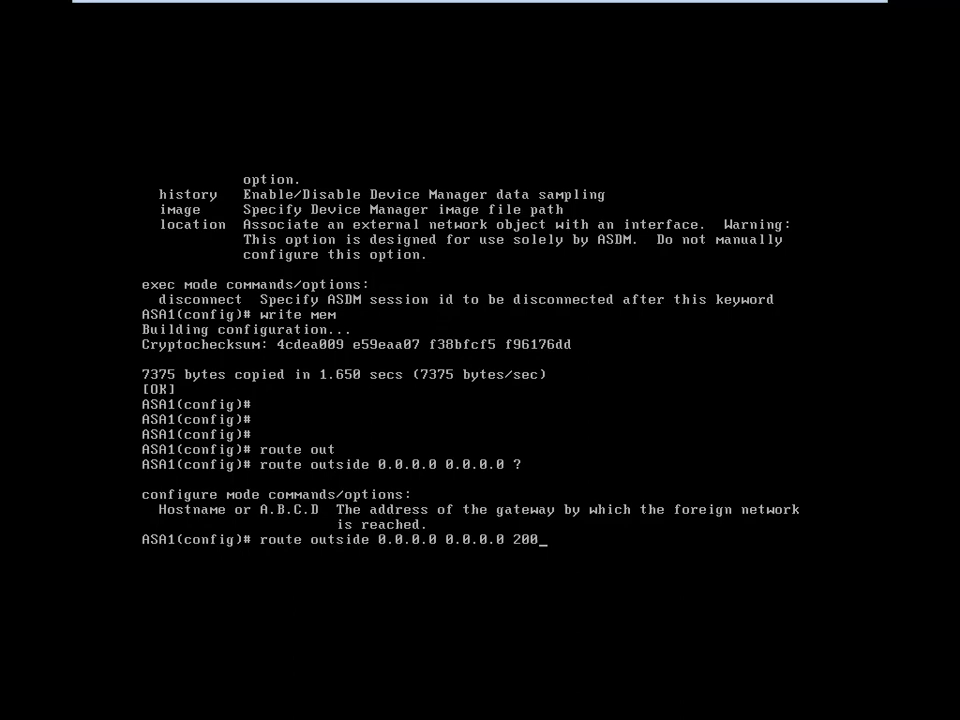 option.
history Enable/Disable Device Manager data sampling
image Specify Device Manager image file path
location Associate an external network object with an interface. Warning:
This option is designed for use solely by ASDM. Do not manually
configure this option.
exec mode commands/options:
disconnect Specify ASDM session id to be disconnected after this keyword
ASA1(config)# write mem
Building configuration...
Cryptochecksum: 4cdea009 e59eaa07 f38bfcf5 f96176dd
7375 bytes copied in 1.650 secs (7375 bytes/sec)
[OK]
ASA1(config)#
ASA1(config)#
ASA1(config)#
ASA1(config)# route out
ASA1(config)# route outside 0.0.0.0 0.0.0.0 ?
configure mode commands/options:
Hostname or A.B.C.D The address of the gateway by which the foreign network
is reached.
ASA1(config)# route outside 0.0.0.0 0.0.0.0 200_